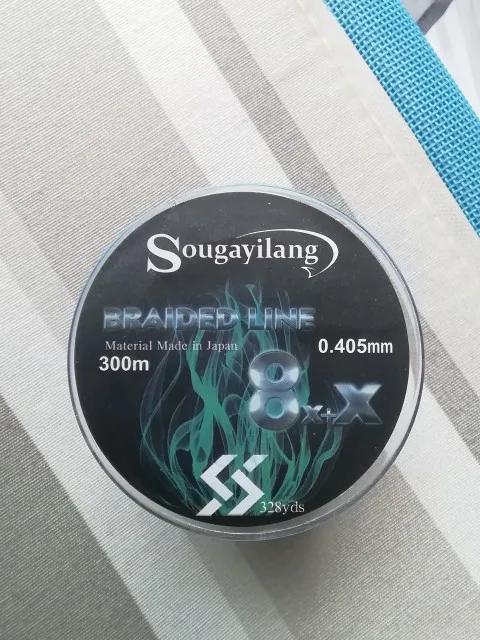 Sougayilang
BRAIDED LINE
Material Made in Japan
300m
0.405mm
8x+X
328yds